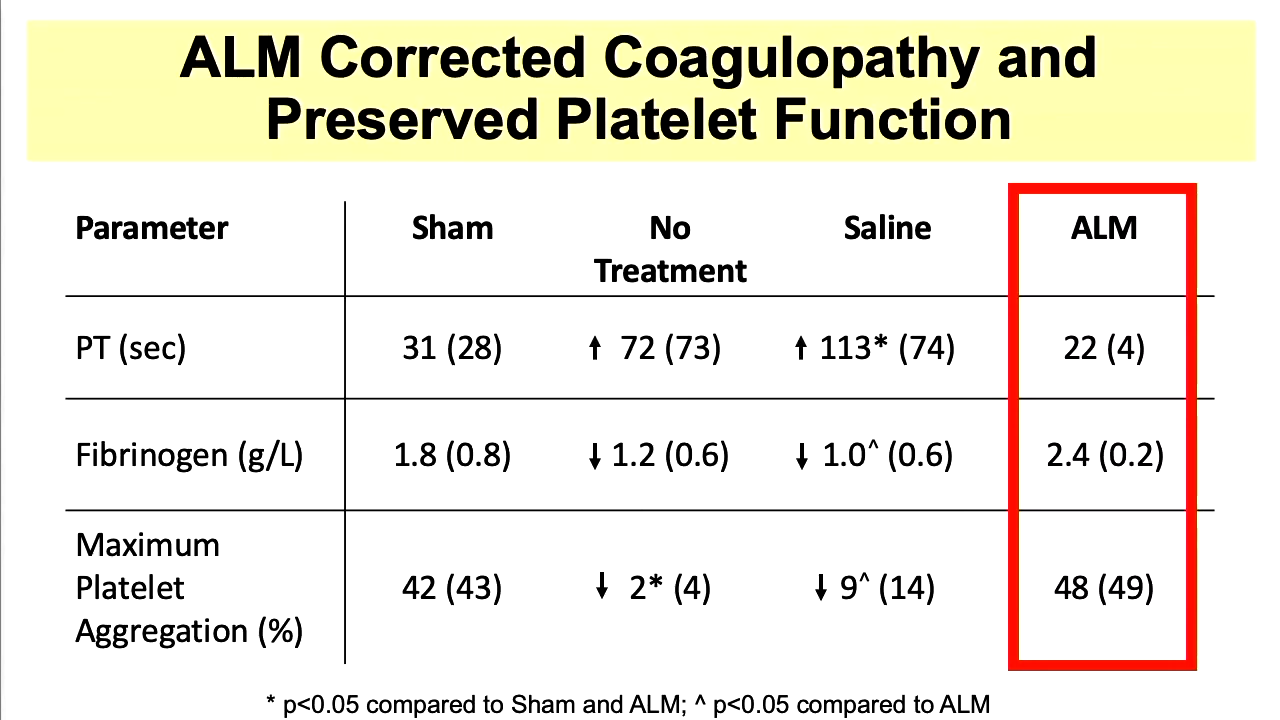 ALM Corrected Coagulopathy and
Preserved Platelet Function
Parameter Sham No Treatment Saline ALM
PT (sec) 31 (28) ↑ 72 (73) ↑ 113* (74) 22 (4)
Fibrinogen (g/L) 1.8 (0.8) ↓ 1.2 (0.6) ↓ 1.0^ (0.6) 2.4 (0.2)
Maximum
Platelet 42 (43) ↓ 2* (4) ↓ 9^ (14) 48 (49)
Aggregation (%)
* p<0.05 compared to Sham and ALM; ^ p<0.05 compared to ALM